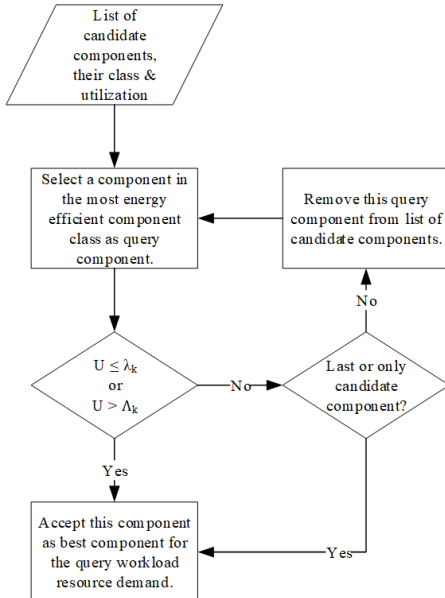 List of
candidate
components,
their class &
utilization
Select a component in
the most energy
efficient component
class as query
component.
Remove this query
component from list of
candidate components.
No
U ≤ λk
or
U > Λk
No
Last or only
candidate
component?
Yes
Accept this component
as best component for
the query workload
resource demand.
Yes